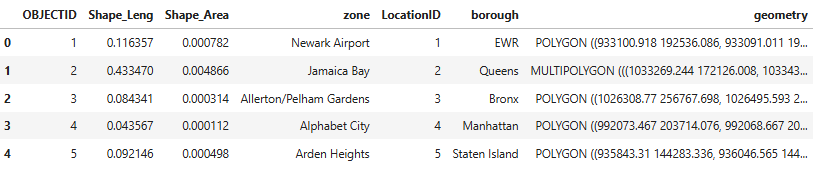 OBJECTID Shape_Leng Shape_Area zone LocationID borough geometry
0 1 0.116357 0.000782 Newark Airport 1 EWR POLYGON ((933100.918 192536.086, 933091.011 19...
1 2 0.433470 0.004866 Jamaica Bay 2 Queens MULTIPOLYGON (((1033269.244 172126.008, 103343...
2 3 0.084341 0.000314 Allerton/Pelham Gardens 3 Bronx POLYGON ((1026308.77 256767.698, 1026495.593 2...
3 4 0.043567 0.000112 Alphabet City 4 Manhattan POLYGON ((992073.467 203714.076, 992068.667 20...
4 5 0.092146 0.000498 Arden Heights 5 Staten Island POLYGON ((935843.31 144283.336, 936046.565 144...